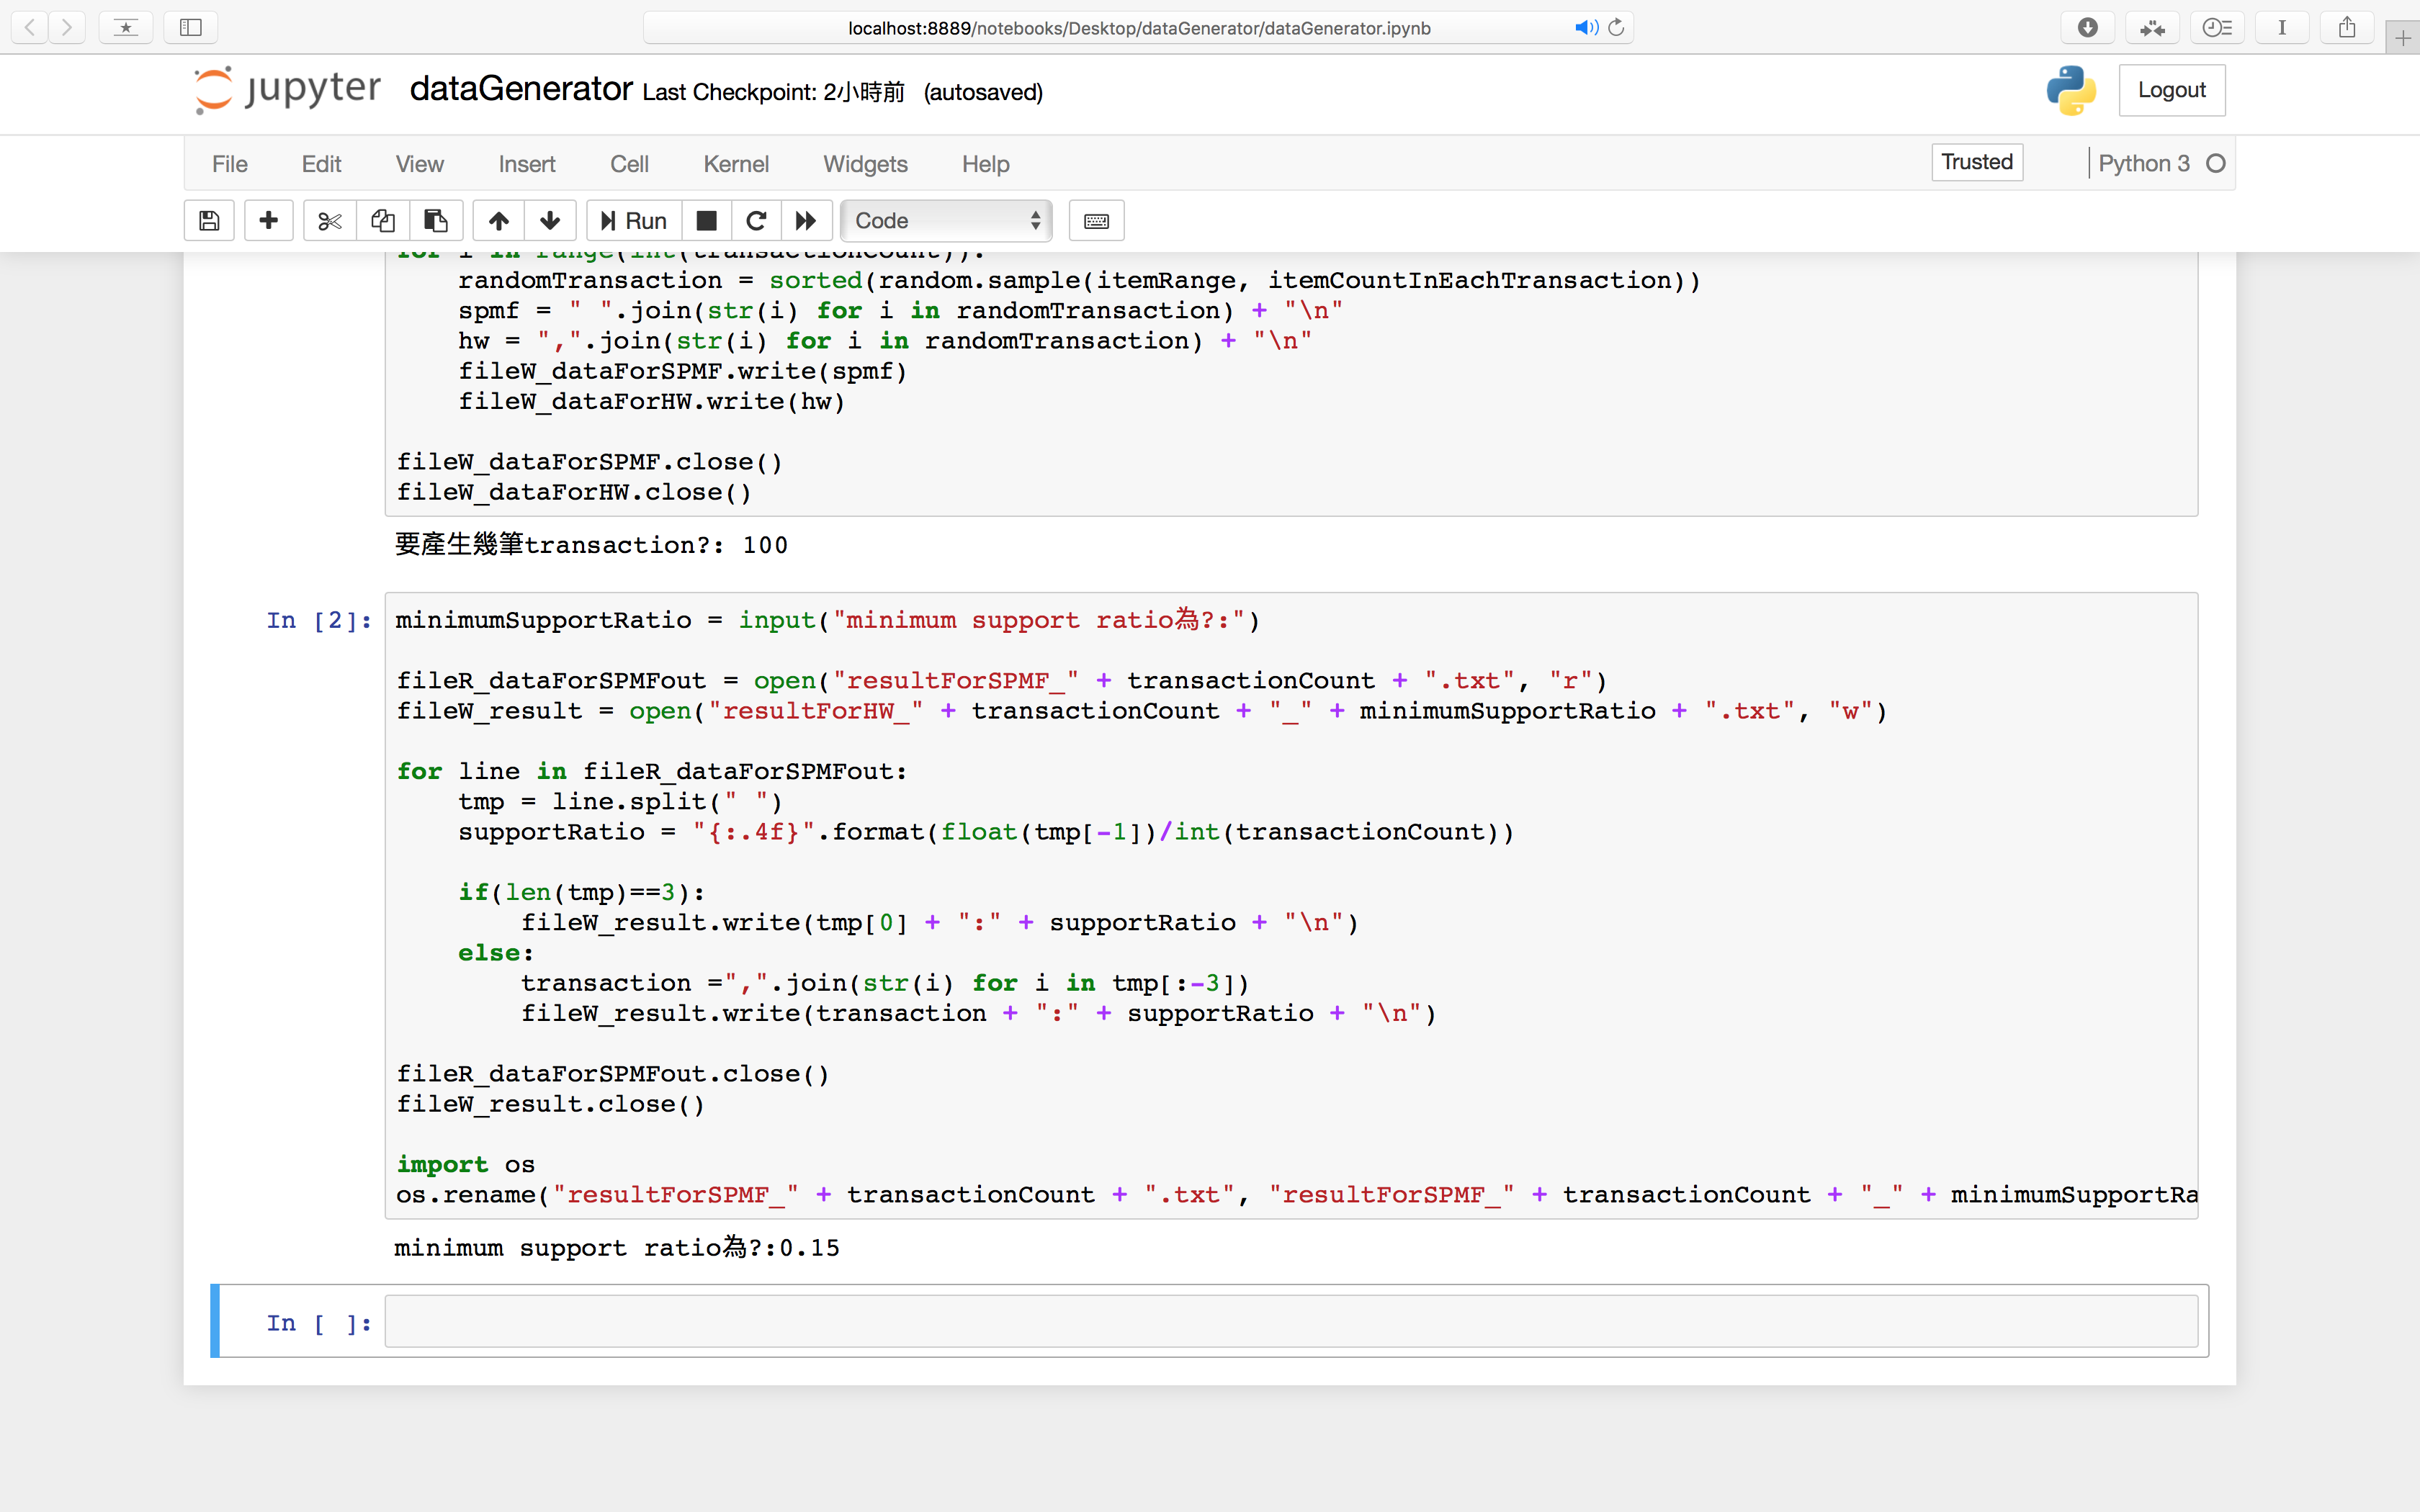 localhost:8889/notebooks/Desktop/dataGenerator/dataGenerator.ipynb
jupyter dataGenerator Last Checkpoint: 2小時前 (autosaved)
Logout
File Edit View Insert Cell Kernel Widgets Help
Trusted
Python 3
Run
Code
for i in range(int(transactionCount)):
randomTransaction = sorted(random.sample(itemRange, itemCountInEachTransaction))
spmf = " ".join(str(i) for i in randomTransaction) + "\n"
hw = ",".join(str(i) for i in randomTransaction) + "\n"
fileW_dataForSPMF.write(spmf)
fileW_dataForHW.write(hw)
fileW_dataForSPMF.close()
fileW_dataForHW.close()
要產生幾筆transaction?: 100
In [2]:
minimumSupportRatio = input("minimum support ratio為?:")
fileR_dataForSPMFout = open("resultForSPMF_" + transactionCount + ".txt", "r")
fileW_result = open("resultForHW_" + transactionCount + "_" + minimumSupportRatio + ".txt", "w")
for line in fileR_dataForSPMFout:
tmp = line.split(" ")
supportRatio = "{:.4f}".format(float(tmp[-1])/int(transactionCount))
if(len(tmp)==3):
fileW_result.write(tmp[0] + ":" + supportRatio + "\n")
else:
transaction =",".join(str(i) for i in tmp[:-3])
fileW_result.write(transaction + ":" + supportRatio + "\n")
fileR_dataForSPMFout.close()
fileW_result.close()
import os
os.rename("resultForSPMF_" + transactionCount + ".txt", "resultForSPMF_" + transactionCount + "_" + minimumSupportRa
minimum support ratio為?:0.15
In [ ]: